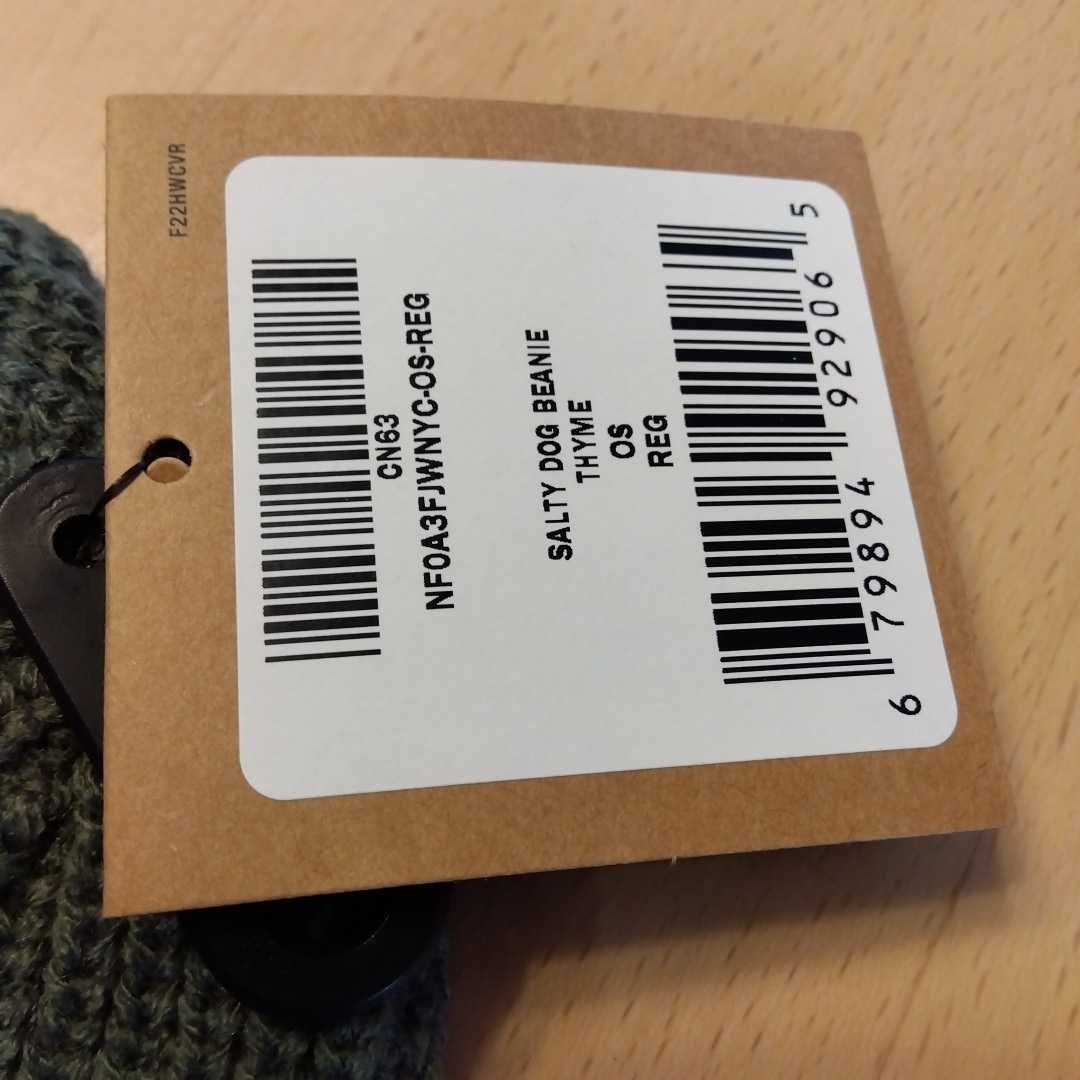 F22HWCVR
CN63
NF0A3FJWNYC-OS-REG
SALTY DOG BEANIE
THYME
OS
REG
6 79894 92906 5